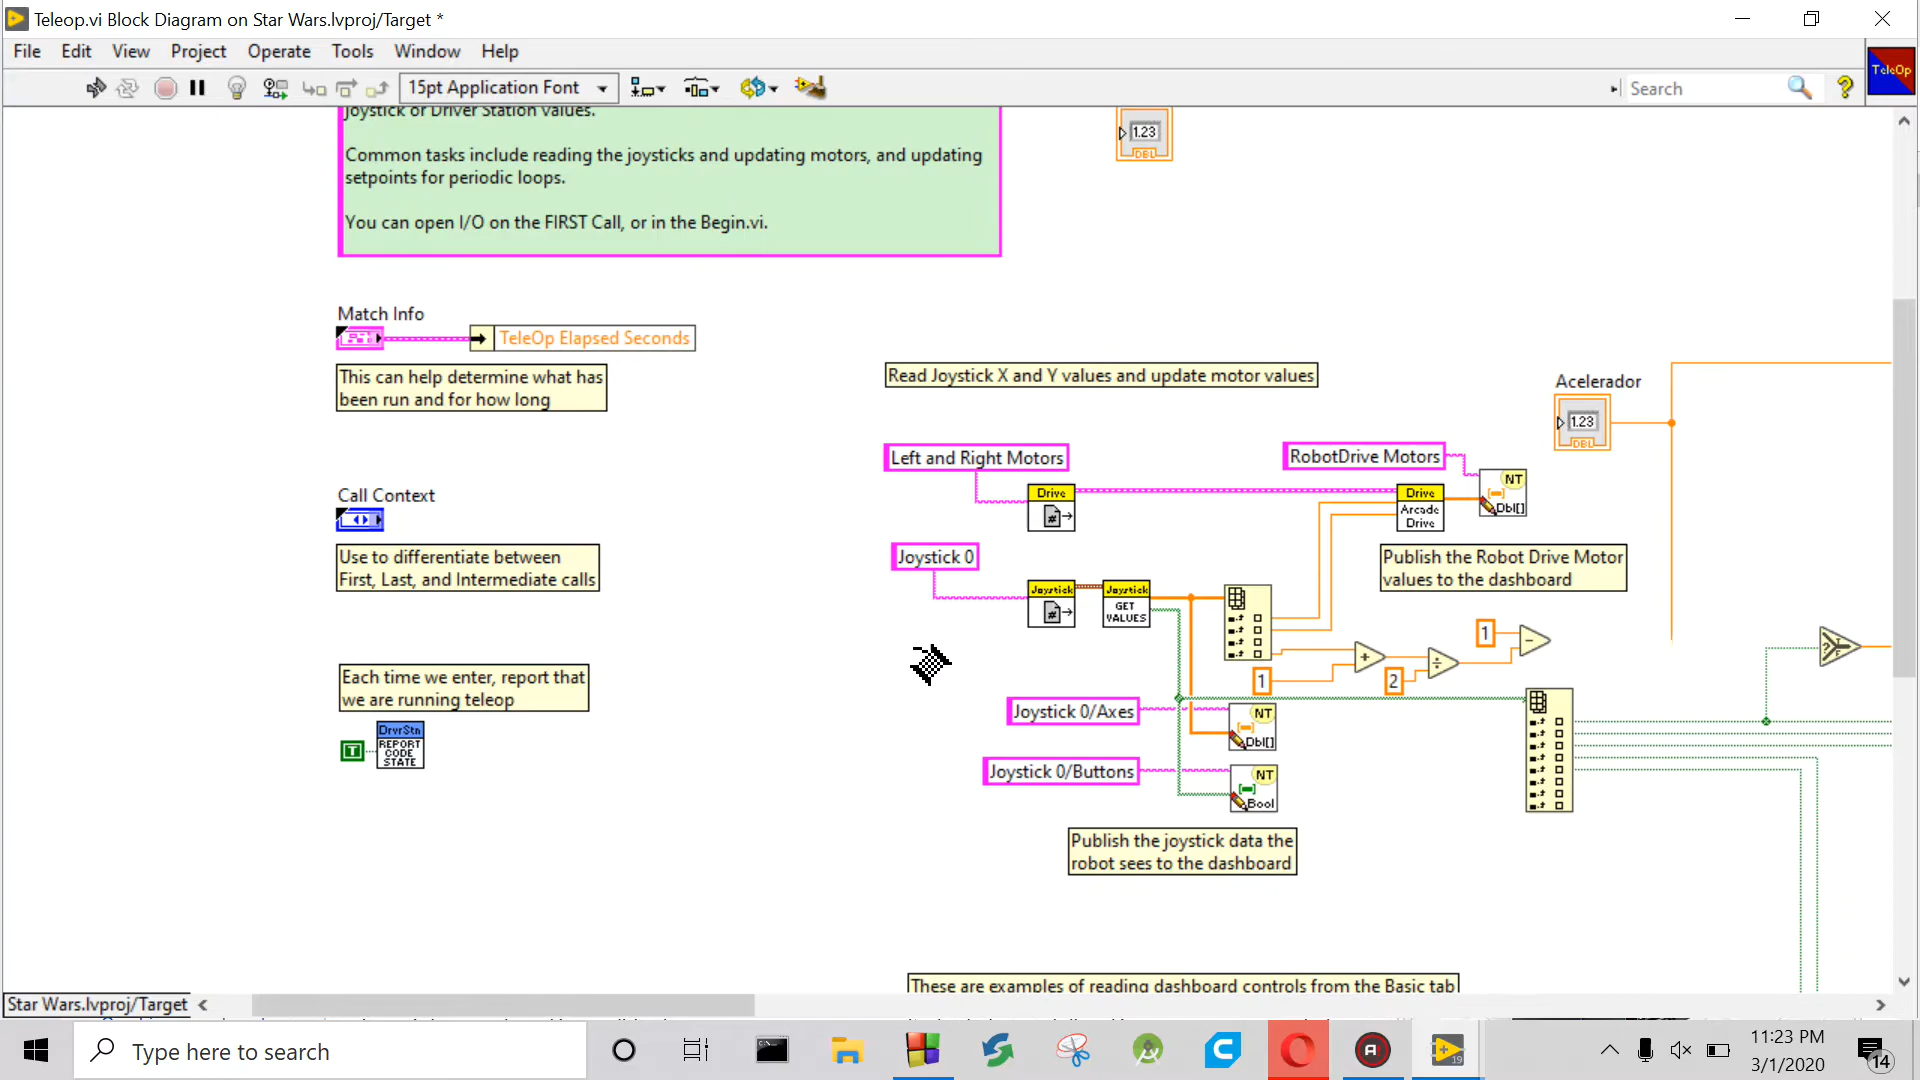 Teleop.vi Block Diagram on Star Wars.lvproj/Target *
File Edit View Project Operate Tools Window Help
15pt Application Font
Search
TeleOp
Joystick or Driver Station values.
Common tasks include reading the joysticks and updating motors, and updating
setpoints for periodic loops.
You can open I/O on the FIRST Call, or in the Begin.vi.
1.23
DBL
Match Info
TeleOp Elapsed Seconds
This can help determine what has
been run and for how long
Call Context
Use to differentiate between
First, Last, and Intermediate calls
Each time we enter, report that
we are running teleop
T
DrvrStn
REPORT
CODE
STATE
Read Joystick X and Y values and update motor values
Acelerador
1.23
DBL
Left and Right Motors
RobotDrive Motors
NT
Dbl[]
Drive
#
Drive
Arcade
Drive
Joystick 0
Publish the Robot Drive Motor
values to the dashboard
Joystick
#
Joystick
GET
VALUES
1
+
2
÷
1
-
? T F
Joystick 0/Axes
NT
Dbl[]
Joystick 0/Buttons
NT
Bool
Publish the joystick data the
robot sees to the dashboard
These are examples of reading dashboard controls from the Basic tab
Star Wars.lvproj/Target
Type here to search
19
11:23 PM
3/1/2020
14